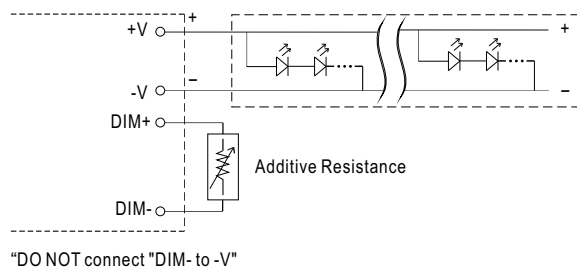 +V
+
-V
–
+
–
DIM+
Additive Resistance
DIM-
“DO NOT connect "DIM- to -V"